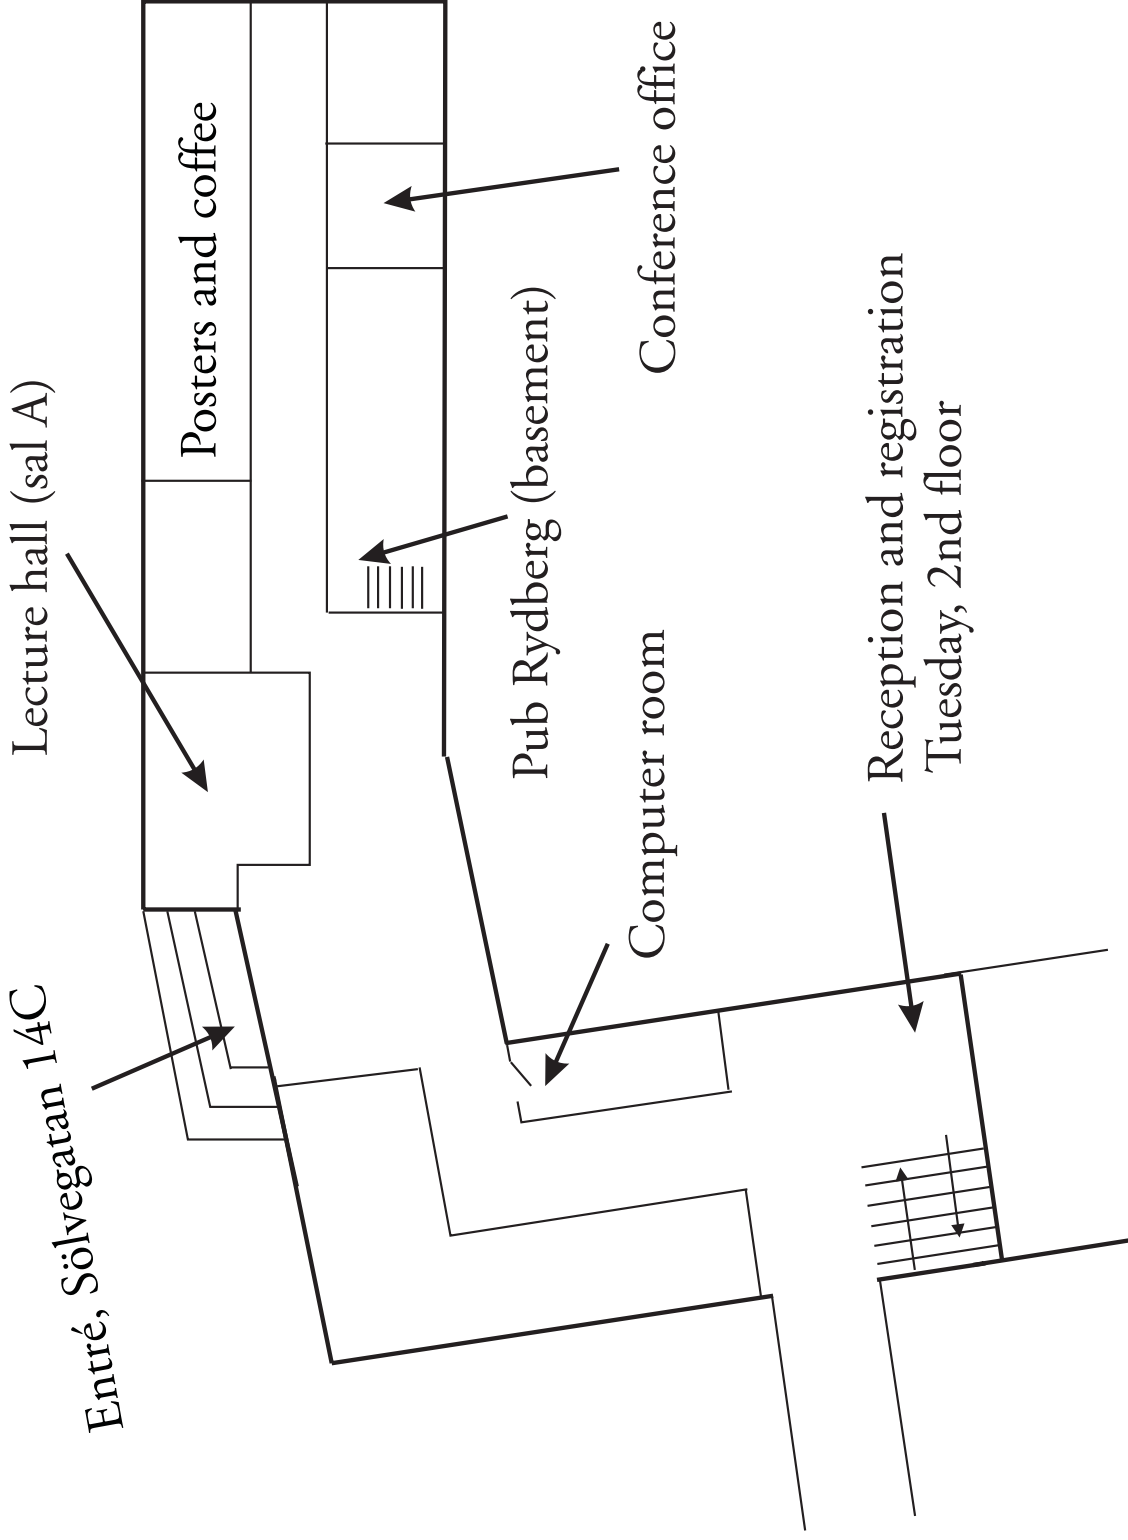 Entré, Sölvegatan 14C
Lecture hall (sal A)
Posters and coffee
Pub Rydberg (basement)
Conference office
Computer room
Reception and registration
Tuesday, 2nd floor